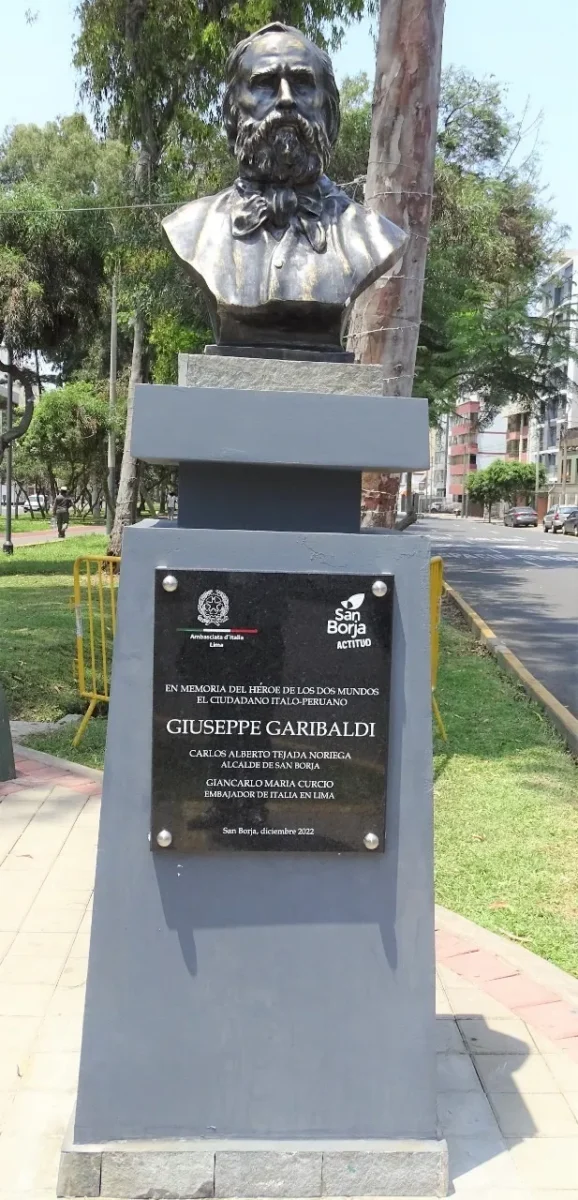 Ambasciata d'Italia
Lima
San
Borja
ACTITUD
EN MEMORIA DEL HÉROE DE LOS DOS MUNDOS
EL CIUDADANO ITALO-PERUANO
GIUSEPPE GARIBALDI
CARLOS ALBERTO TEJADA NORIEGA
ALCALDE DE SAN BORJA
GIANCARLO MARIA CURCIO
EMBAJADOR DE ITALIA EN LIMA
San Borja, diciembre 2022